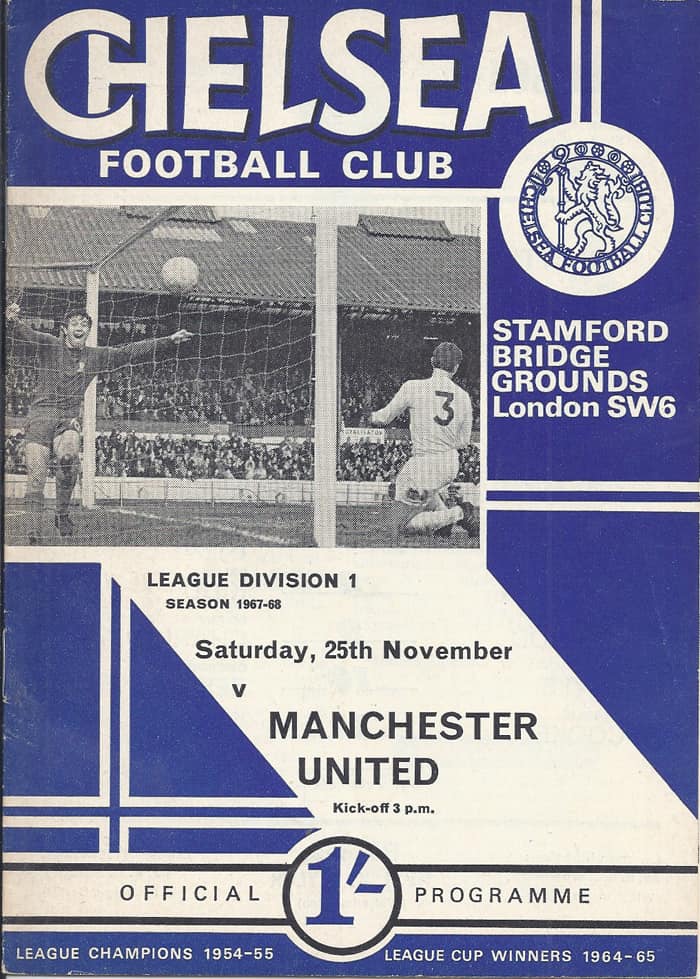 CHELSEA
FOOTBALL CLUB
CHELSEA FOOTBALL CLUB
STAMFORD
BRIDGE
GROUNDS
London SW6
3
TOTALISATOR
LEAGUE DIVISION 1
SEASON 1967-68
Saturday, 25th November
v
MANCHESTER
UNITED
Kick-off 3 p.m.
OFFICIAL 1'- PROGRAMME
LEAGUE CHAMPIONS 1954-55
LEAGUE CUP WINNERS 1964-65